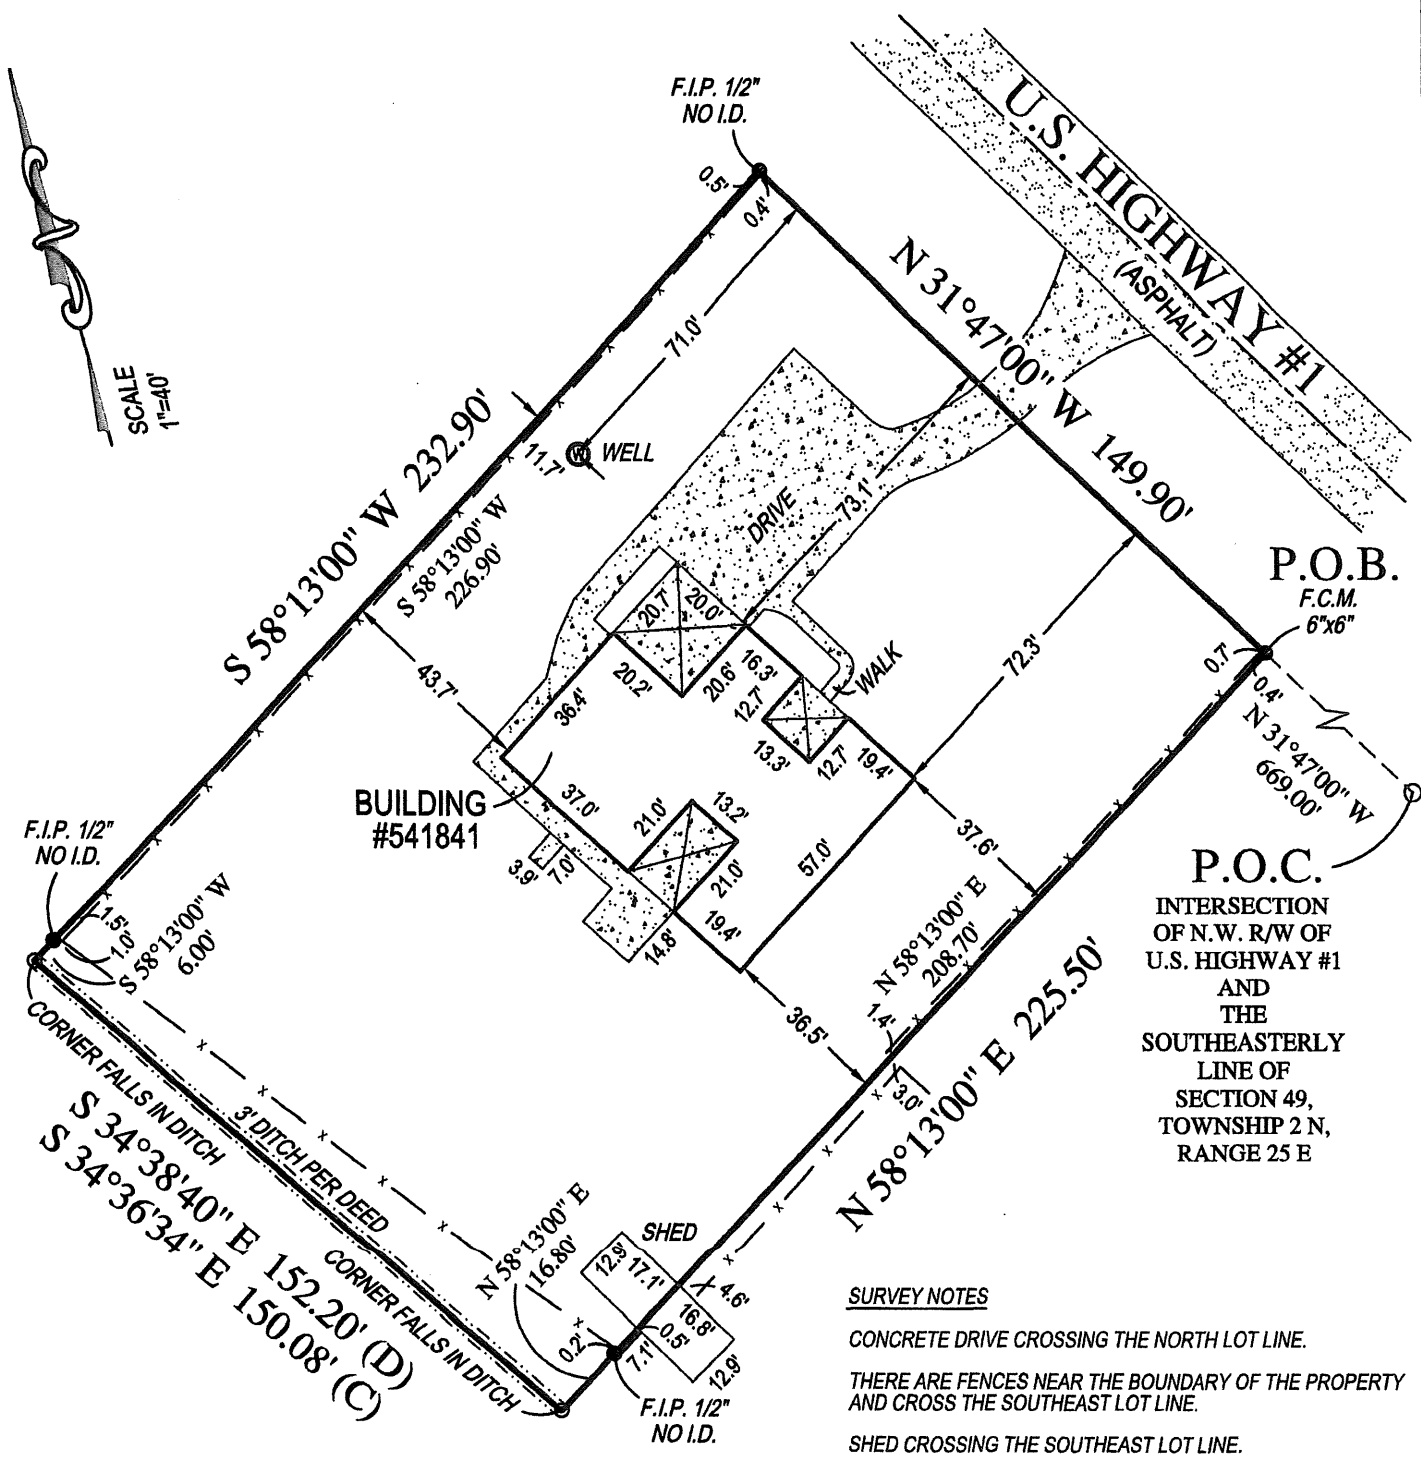 F.I.P. 1/2"
NO I.D.
U.S. HIGHWAY #1
(ASPHALT)
SCALE
1"=40'
0.5'
0.4'
71.0'
N 31°47'00" W 149.90'
S 58°13'00" W 232.90'
11.7'
W
WELL
S 58°13'00" W
226.90'
DRIVE
73.1'
P.O.B.
F.C.M.
6"x6"
0.7'
0.4'
N 31°47'00" W
669.00'
20.7'
20.0'
20.2'
20.6'
16.3'
12.7'
13.3'
12.7'
WALK
72.3'
43.7'
36.4'
19.4'
37.6'
BUILDING
#541841
37.0'
21.0'
13.2'
21.0'
57.0'
3.9'
7.0'
14.8'
19.4'
36.5'
P.O.C.
INTERSECTION
OF N.W. R/W OF
U.S. HIGHWAY #1
AND
THE
SOUTHEASTERLY
LINE OF
SECTION 49,
TOWNSHIP 2 N,
RANGE 25 E
F.I.P. 1/2"
NO I.D.
1.5'
1.0'
S 58°13'00" W
6.00'
N 58°13'00" E
208.70'
1.4'
3.0'
N 58°13'00" E 225.50'
CORNER FALLS IN DITCH
3' DITCH PER DEED
S 34°38'40" E 152.20' (D)
S 34°36'34" E 150.08' (C)
CORNER FALLS IN DITCH
N 58°13'00" E
16.80'
SHED
12.9'
17.1'
4.6'
16.8'
0.5'
0.2'
7.1'
12.9'
F.I.P. 1/2"
NO I.D.
SURVEY NOTES
CONCRETE DRIVE CROSSING THE NORTH LOT LINE.
THERE ARE FENCES NEAR THE BOUNDARY OF THE PROPERTY
AND CROSS THE SOUTHEAST LOT LINE.
SHED CROSSING THE SOUTHEAST LOT LINE.